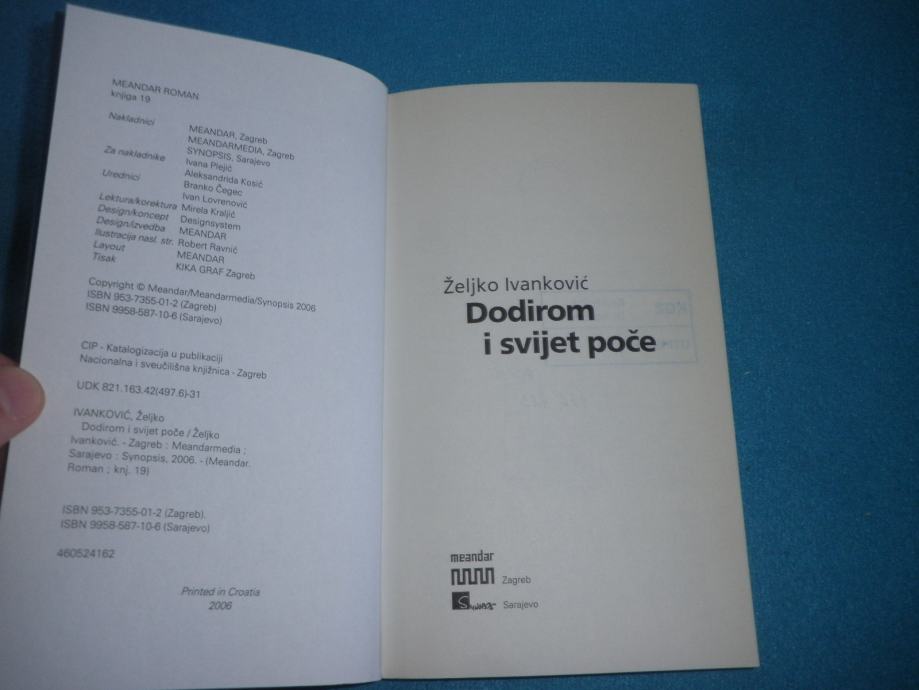 MEANDAR ROMAN
knjiga 19
Nakladnici
MEANDAR, Zagreb
MEANDARMEDIA, Zagreb
SYNOPSIS, Sarajevo
Za nakladnike
Ivana Plejić
Aleksandrida Kosić
Urednici
Branko Čegec
Ivan Lovrenović
Lektura/korektura Mirela Kraljić
Design/koncept Designsystem
Design/izvedba MEANDAR
Ilustracija nasl. str. Robert Ravnić
Layout MEANDAR
Tisak KIKA GRAF Zagreb
Copyright © Meandar/Meandarmedia/Synopsis 2006
ISBN 953-7355-01-2 (Zagreb)
ISBN 9958-587-10-6 (Sarajevo)
CIP - Katalogizacija u publikaciji
Nacionalna i sveučilišna knjižnica - Zagreb
UDK 821.163.42(497.6)-31
IVANKOVIĆ, Željko
Dodirom i svijet poče / Željko
Ivanković. - Zagreb : Meandarmedia ;
Sarajevo : Synopsis, 2006. - (Meandar.
Roman ; knj. 19)
ISBN 953-7355-01-2 (Zagreb).
ISBN 9958-587-10-6 (Sarajevo)
460524162
Printed in Croatia
2006
Željko Ivanković
Dodirom
i svijet poče
meandar
Zagreb
Sarajevo